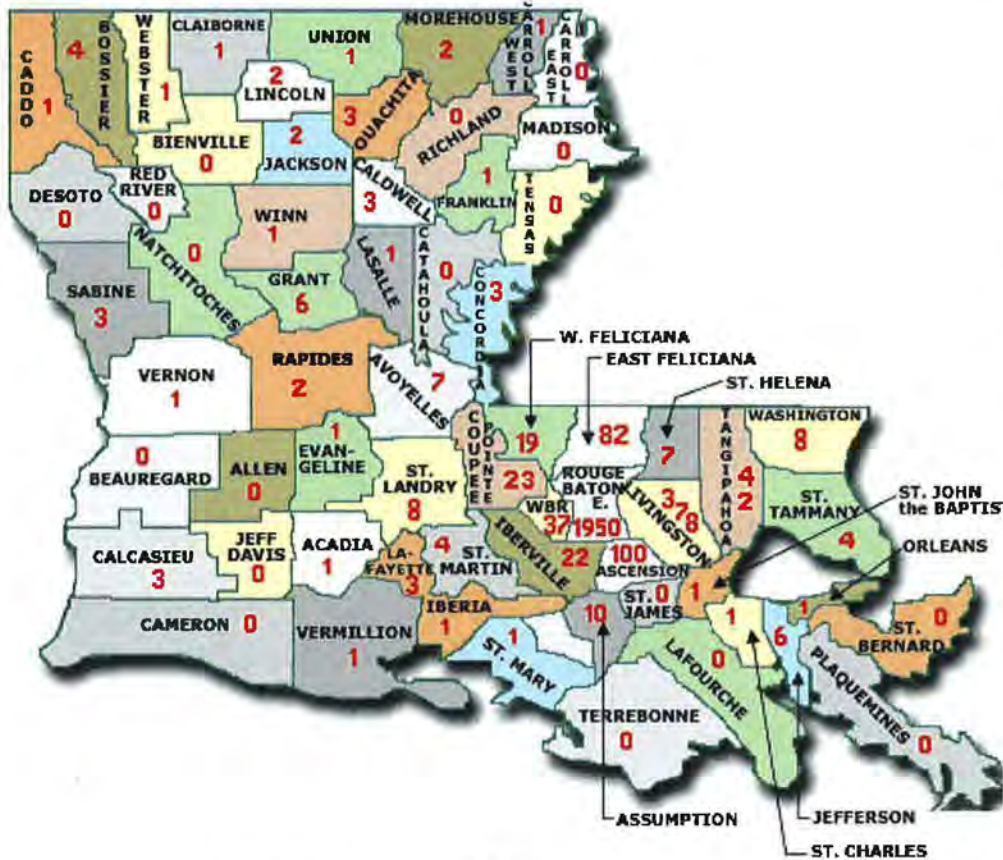 MOREHOUSE
2
WEST CARROLL
1
EAST CARROLL
0
CLAIBORNE
1
UNION
1
WEBSTER
1
BOSSIER
4
CADDO
1
2
LINCOLN
3
OUACHITA
0
RICHLAND
MADISON
0
BIENVILLE
0
2
JACKSON
CALDWELL
3
1
FRANKLIN
TENSAS
0
DESOTO
0
RED
RIVER
0
WINN
1
0
NATCHITOCHES
1
LASALLE
0
CATAHOULA
3
CONCORDIA
SABINE
3
GRANT
6
W. FELICIANA
EAST FELICIANA
ST. HELENA
RAPIDES
2
7
AVOYELLES
VERNON
1
WASHINGTON
8
TANGIPAHOA
4
2
19
82
7
COUPEE
POINTE
23
0
BEAUREGARD
ALLEN
0
1
EVAN-
GELINE
ST.
LANDRY
8
ROUGE
BATON
E.
1950
WBR
37
LIVINGSTON
378
ST.
TAMMANY
4
ST. JOHN
the BAPTIST
ORLEANS
CALCASIEU
3
JEFF
DAVIS
0
ACADIA
1
LA-
FAYETTE
3
4
ST.
MARTIN
IBERVILLE
22
100
ASCENSION
0
ST.
JAMES
1
CAMERON 0
VERMILLION
1
IBERIA
1
1
ST. MARY
10
1
6
1
0
ST.
BERNARD
0
LAFOURCHE
PLAQUEMINES
0
TERREBONNE
0
ASSUMPTION
JEFFERSON
ST. CHARLES